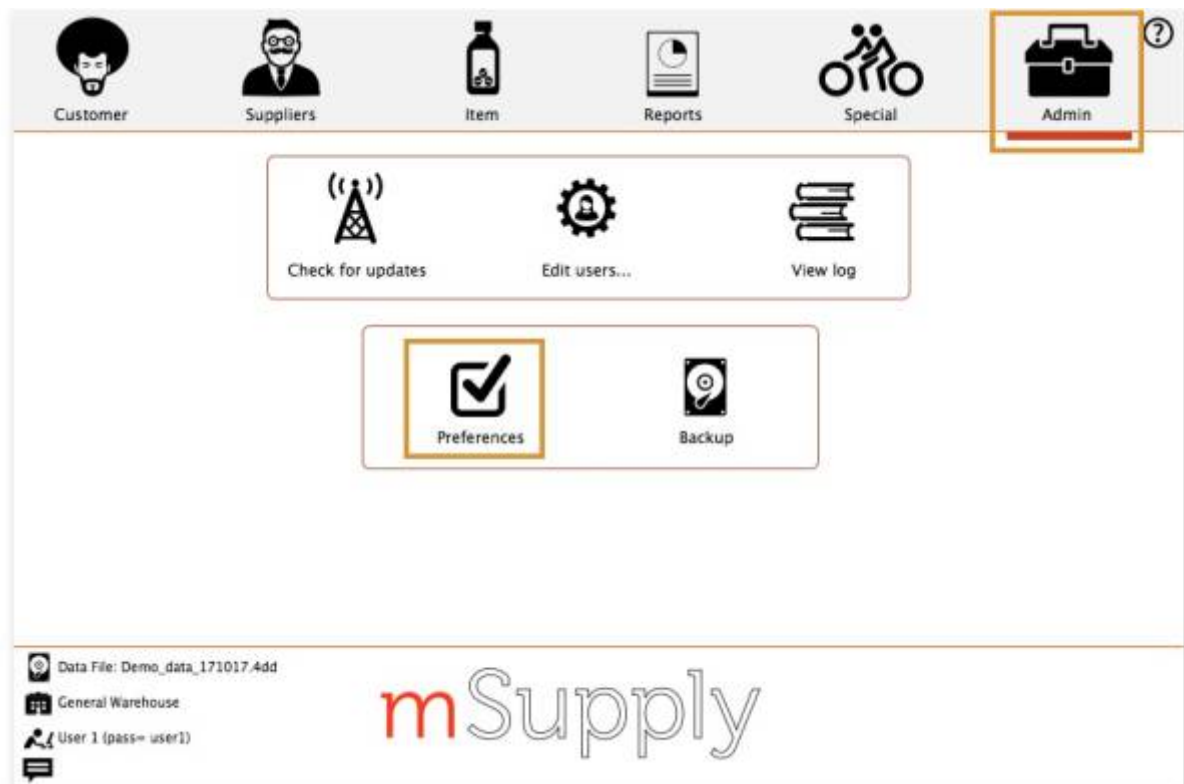 Customer Suppliers Item Reports Special Admin ?
Check for updates Edit users... View log
Preferences Backup
Data File: Demo_data_171017.4dd
General Warehouse
User 1 (pass= user1)
mSupply